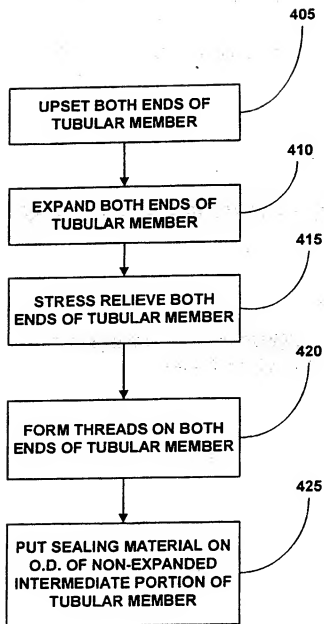 405
UPSET BOTH ENDS OF
TUBULAR MEMBER
410
EXPAND BOTH ENDS OF
TUBULAR MEMBER
415
STRESS RELIEVE BOTH
ENDS OF TUBULAR MEMBER
420
FORM THREADS ON BOTH
ENDS OF TUBULAR MEMBER
425
PUT SEALING MATERIAL ON
O.D. OF NON-EXPANDED
INTERMEDIATE PORTION OF
TUBULAR MEMBER